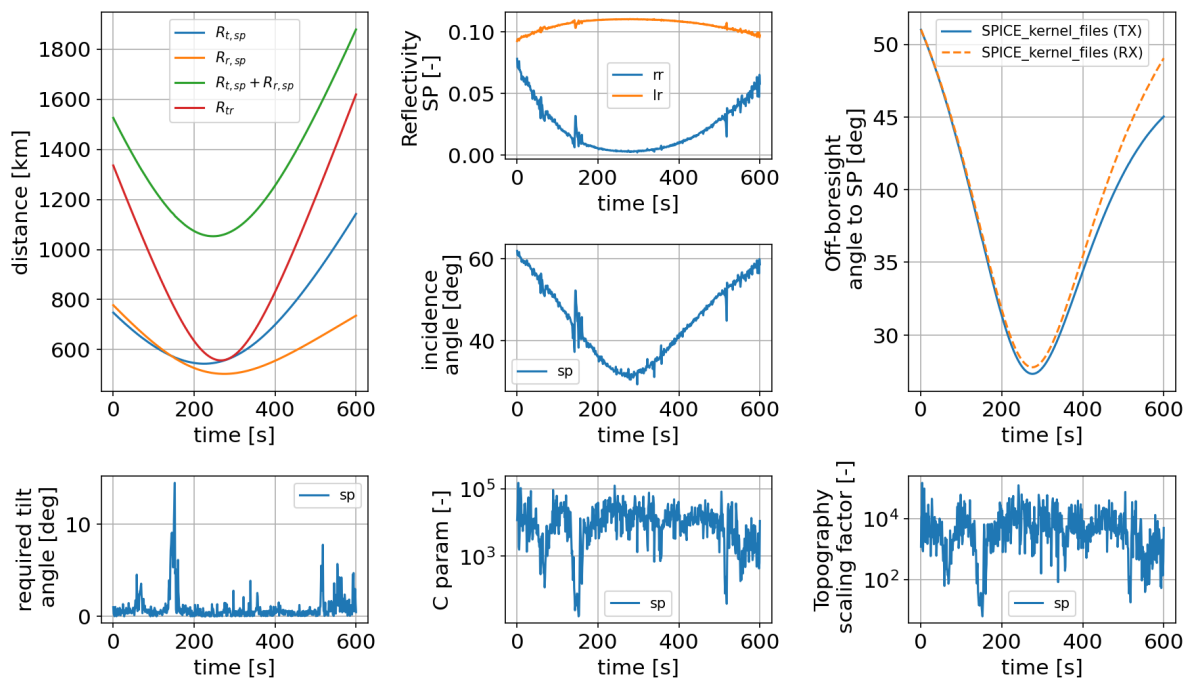 distance [km]
1800
1600
1400
1200
1000
800
600
0 200 400 600
time [s]
R_{t,sp}
R_{r,sp}
R_{t,sp} + R_{r,sp}
R_{tr}
Reflectivity
SP [-]
0.10
0.05
0.00
0 200 400 600
time [s]
rr
lr
incidence
angle [deg]
60
40
0 200 400 600
time [s]
sp
Off-boresight
angle to SP [deg]
50
45
40
35
30
0 200 400 600
time [s]
SPICE_kernel_files (TX)
SPICE_kernel_files (RX)
required tilt
angle [deg]
10
0
0 200 400 600
time [s]
sp
C param [-]
10^5
10^3
0 200 400 600
time [s]
sp
Topography
scaling factor [-]
10^4
10^2
0 200 400 600
time [s]
sp